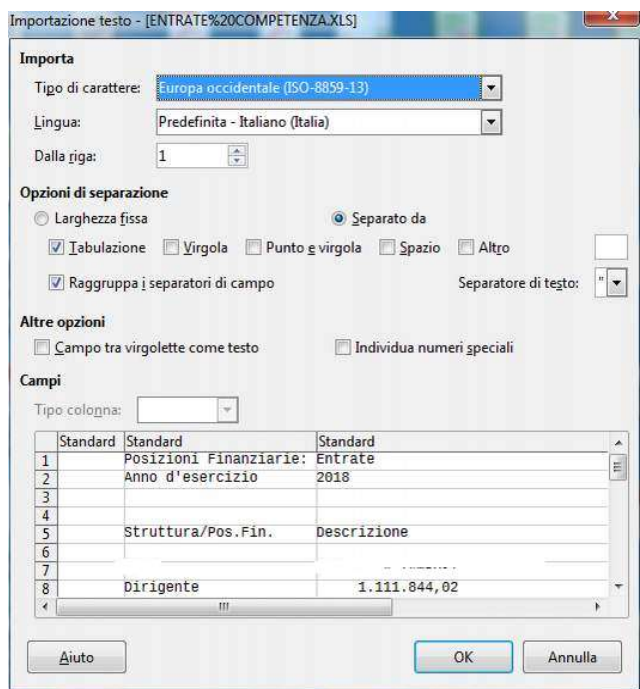 Importazione testo - [ENTRATE%20COMPETENZA.XLS]
Importa
Tipo di carattere: Europa occidentale (ISO-8859-13)
Lingua: Predefinita - Italiano (Italia)
Dalla riga: 1
Opzioni di separazione
Larghezza fissa Separato da
Tabulazione Virgola Punto e virgola Spazio Altro
Raggruppa i separatori di campo Separatore di testo: "
Altre opzioni
Campo tra virgolette come testo Individua numeri speciali
Campi
Tipo colonna:
Standard Standard Standard
1 Posizioni Finanziarie: Entrate
2 Anno d'esercizio 2018
3
4
5 Struttura/Pos.Fin. Descrizione
6
7
8 Dirigente 1.111.844,02
Aiuto OK Annulla